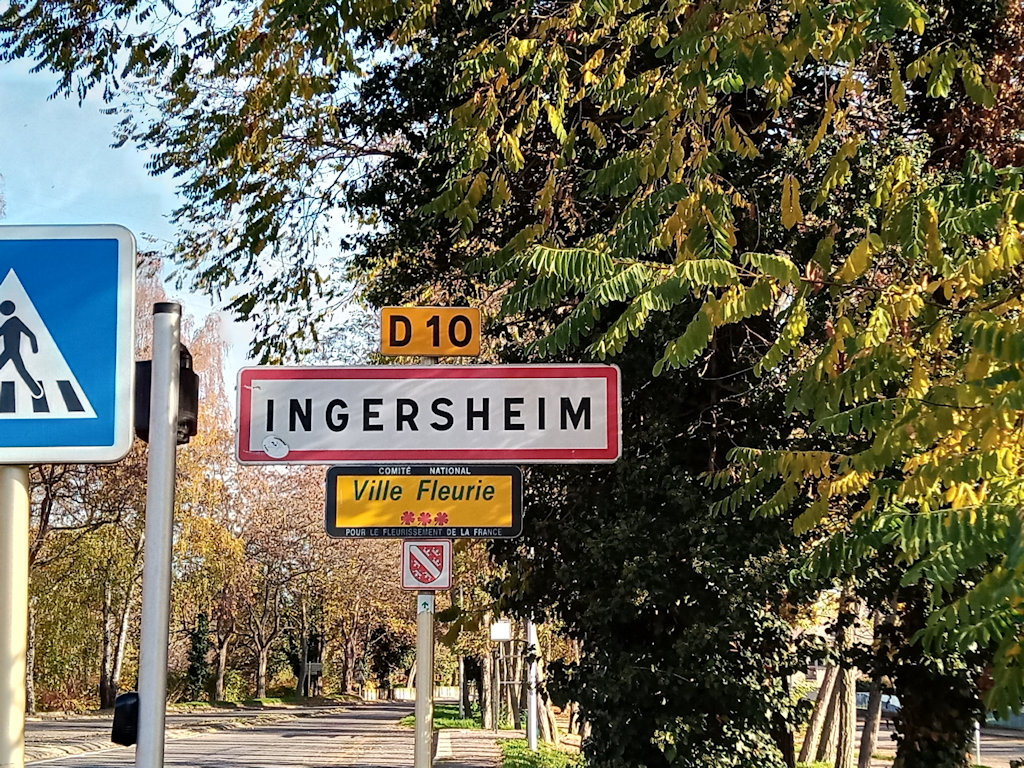 D 10
INGERSHEIM
COMITÉ NATIONAL
Ville Fleurie
POUR LE FLEURISSEMENT DE LA FRANCE